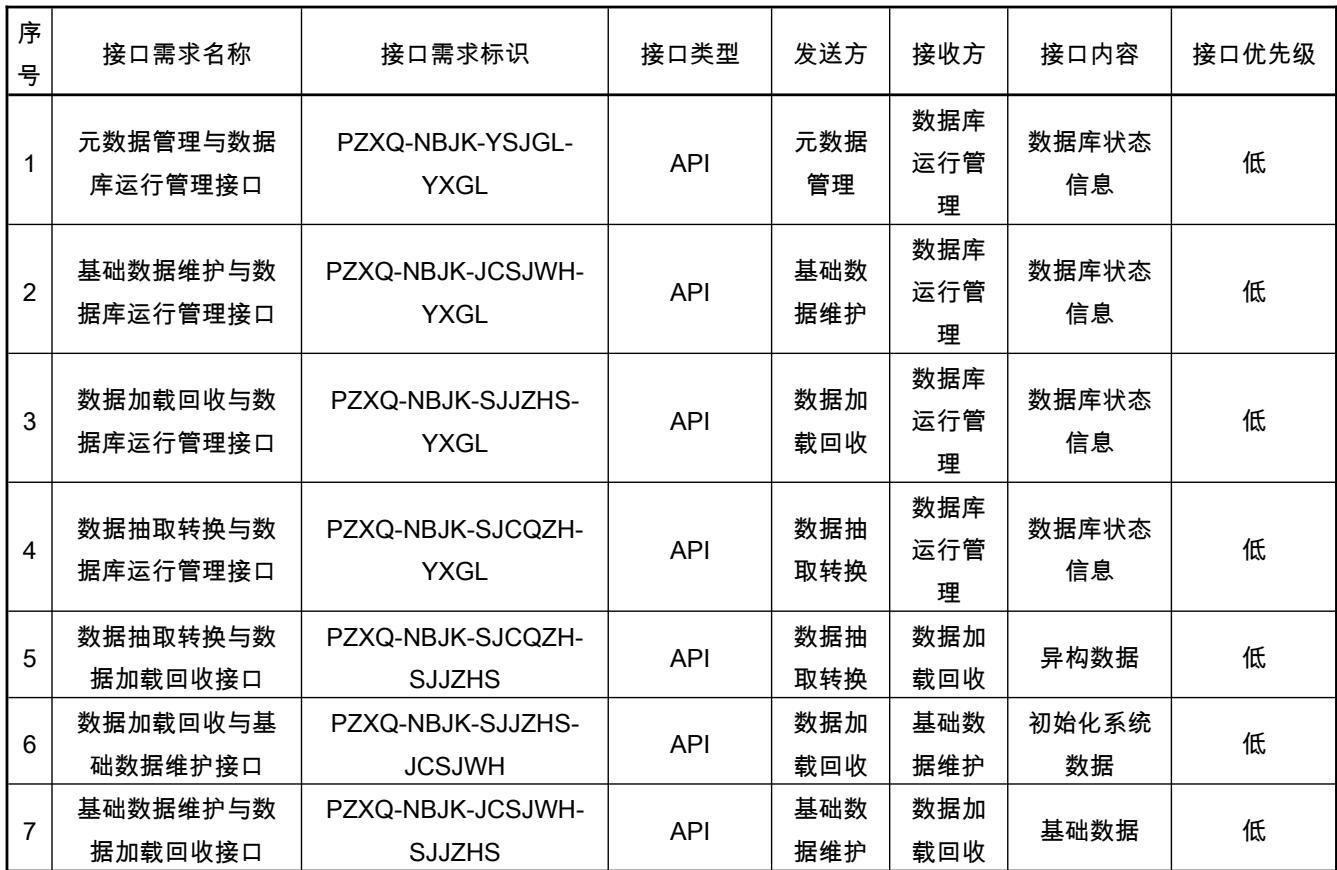 序号 接口需求名称 接口需求标识 接口类型 发送方 接收方 接口内容 接口优先级
1 元数据管理与数据库运行管理接口 PZXQ-NBJK-YSJGL-YXGL API 元数据管理 数据库运行管理 数据库状态信息 低
2 基础数据维护与数据库运行管理接口 PZXQ-NBJK-JCSJWH-YXGL API 基础数据维护 数据库运行管理 数据库状态信息 低
3 数据加载回收与数据库运行管理接口 PZXQ-NBJK-SJJZHS-YXGL API 数据加载回收 数据库运行管理 数据库状态信息 低
4 数据抽取转换与数据库运行管理接口 PZXQ-NBJK-SJCQZH-YXGL API 数据抽取转换 数据库运行管理 数据库状态信息 低
5 数据抽取转换与数据加载回收接口 PZXQ-NBJK-SJCQZH-SJJZHS API 数据抽取转换 数据加载回收 异构数据 低
6 数据加载回收与基础数据维护接口 PZXQ-NBJK-SJJZHS-JCSJWH API 数据加载回收 基础数据维护 初始化系统数据 低
7 基础数据维护与数据加载回收接口 PZXQ-NBJK-JCSJWH-SJJZHS API 基础数据维护 数据加载回收 基础数据 低